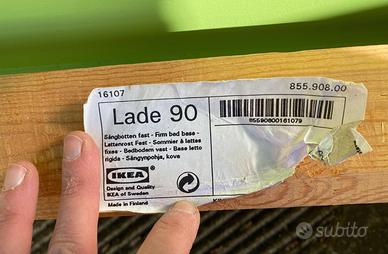 16107 855.908.00
Lade 90
85590800161079
Sängbotten fast - Firm bed base -
Lattenrost Fest - Sommier à lattes
fixes - Bedbodem vast - Base letto
rigida - Sängynpohja, kova
IKEA
Design and Quality
IKEA of Sweden
Made in Finland
subito